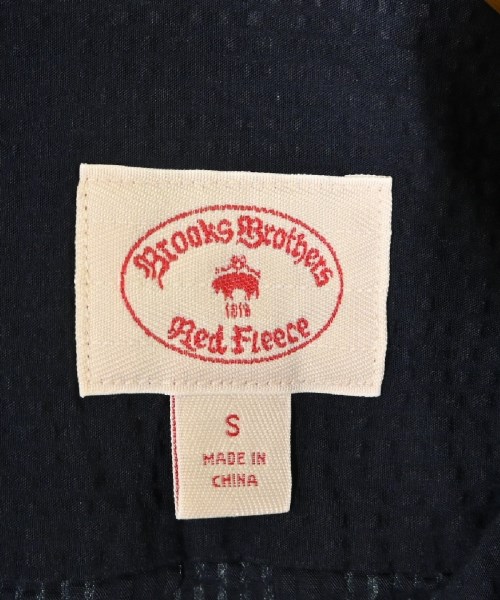 Brooks Brothers
1818
Red Fleece
S
MADE IN
CHINA